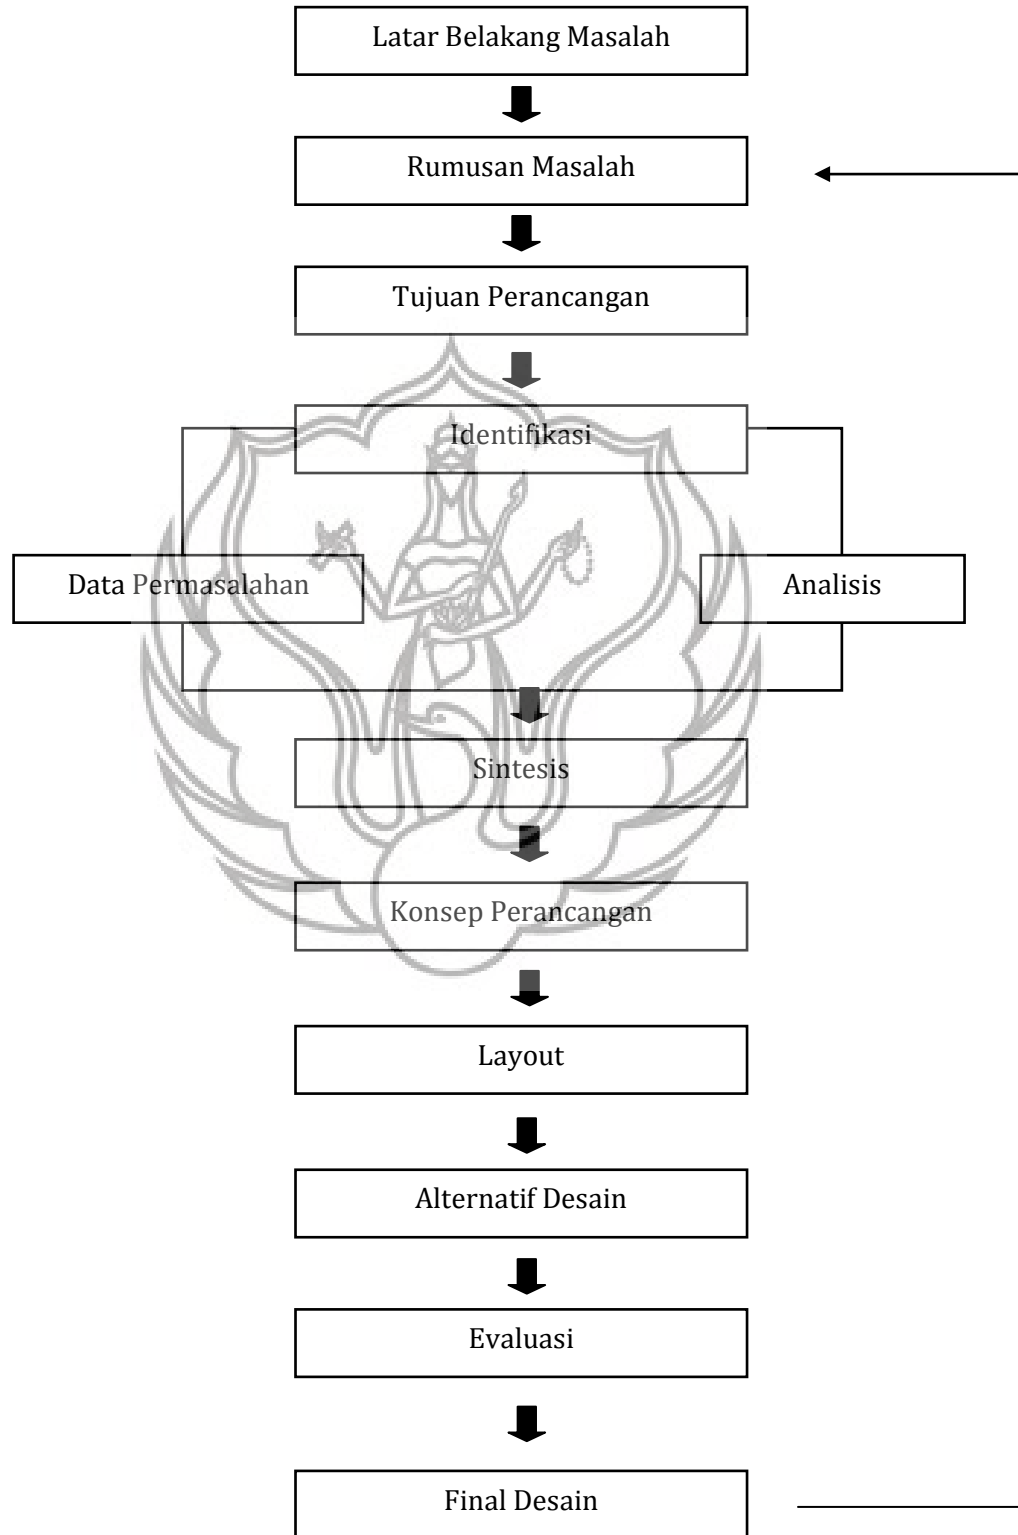 Latar Belakang Masalah
Rumusan Masalah
Tujuan Perancangan
Identifikasi
Data Permasalahan
Analisis
Sintesis
Konsep Perancangan
Layout
Alternatif Desain
Evaluasi
Final Desain